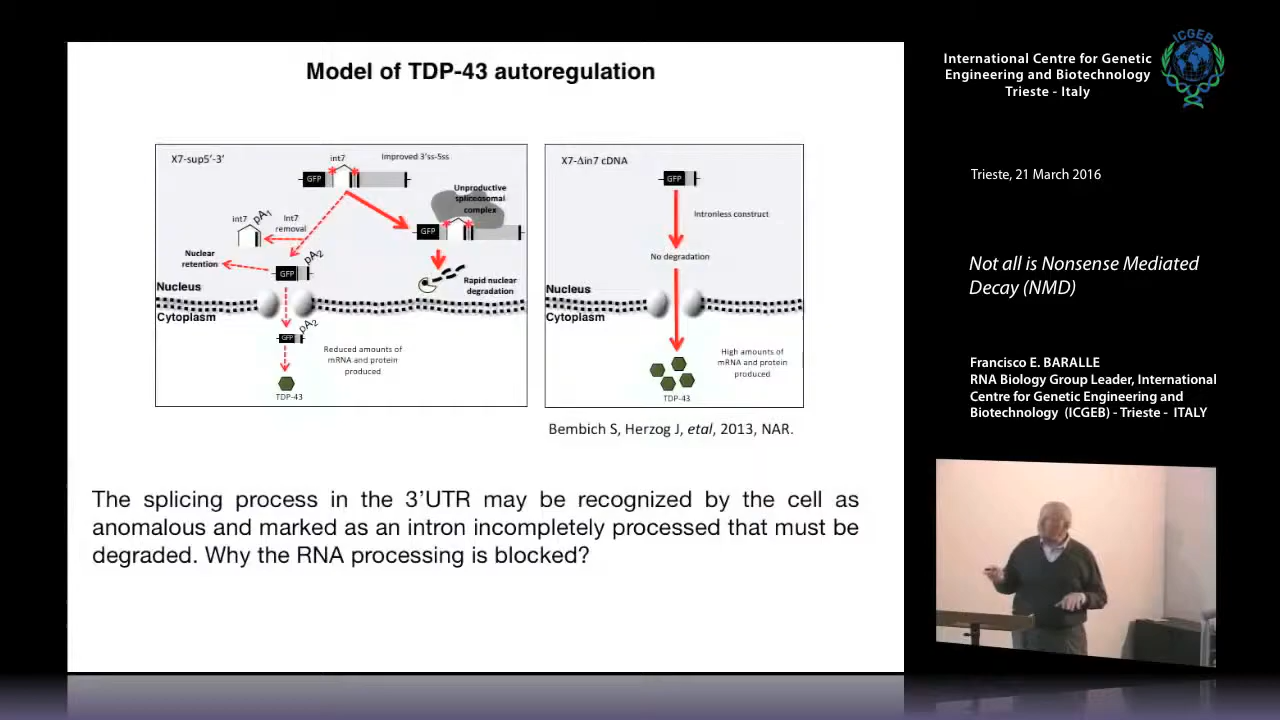 Model of TDP-43 autoregulation
X7-sup5'-3'
int7
Improved 3'ss-5ss
GFP
Unproductive
spliceosomal
complex
int7
pA1
Int7
removal
GFP
Nuclear
retention
pA2
GFP
Rapid nuclear
degradation
Nucleus
Cytoplasm
pA2
GFP
Reduced amounts of
mRNA and protein
produced
TDP-43
X7-Δin7 cDNA
GFP
Intronless construct
No degradation
Nucleus
Cytoplasm
High amounts of
mRNA and protein
produced
TDP-43
Bembich S, Herzog J, etal, 2013, NAR.
The splicing process in the 3'UTR may be recognized by the cell as
anomalous and marked as an intron incompletely processed that must be
degraded. Why the RNA processing is blocked?
International Centre for Genetic
Engineering and Biotechnology
Trieste - Italy
ICGEB
Trieste, 21 March 2016
Not all is Nonsense Mediated
Decay (NMD)
Francisco E. BARALLE
RNA Biology Group Leader, International
Centre for Genetic Engineering and
Biotechnology (ICGEB) - Trieste - ITALY